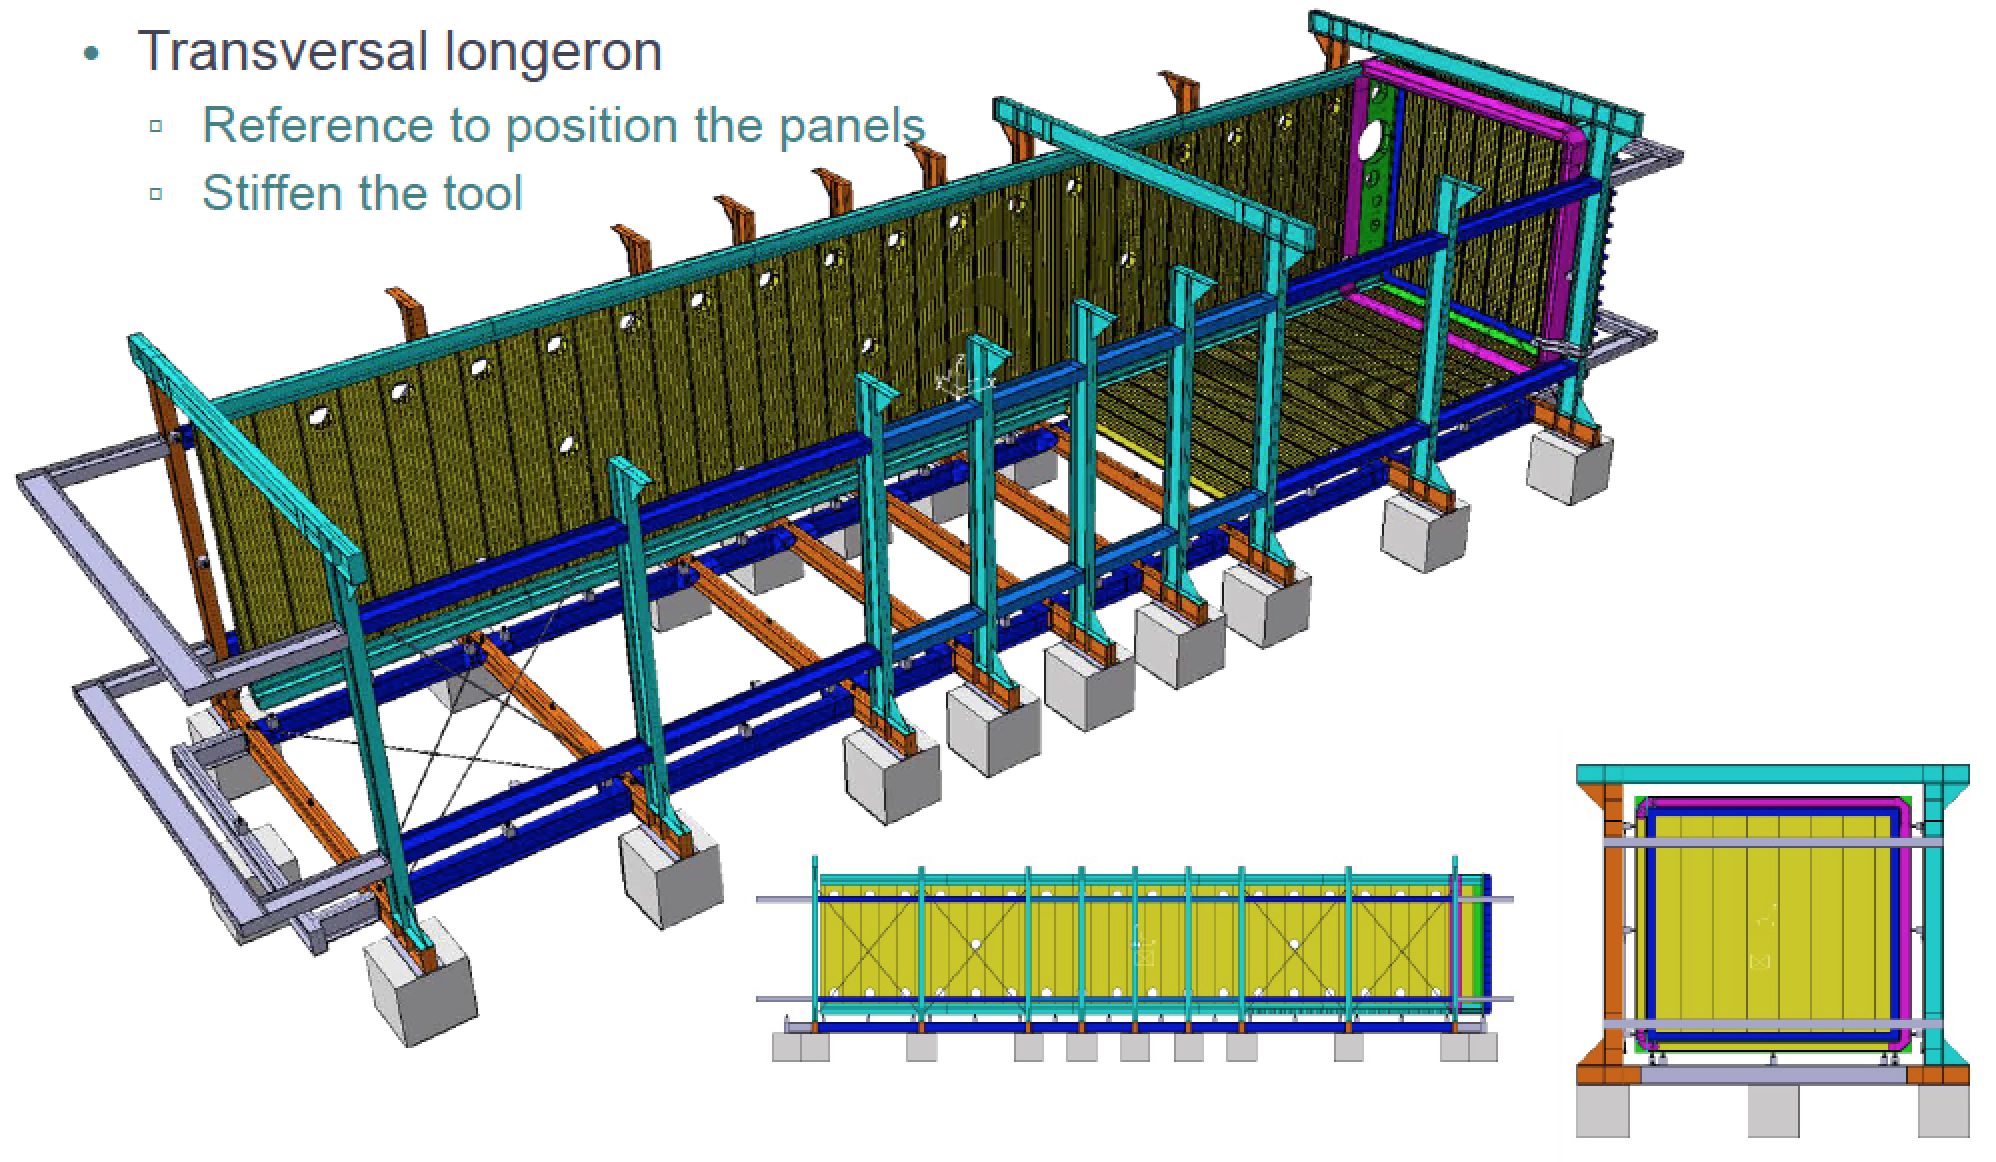 • Transversal longeron
▫ Reference to position the panels
▫ Stiffen the tool